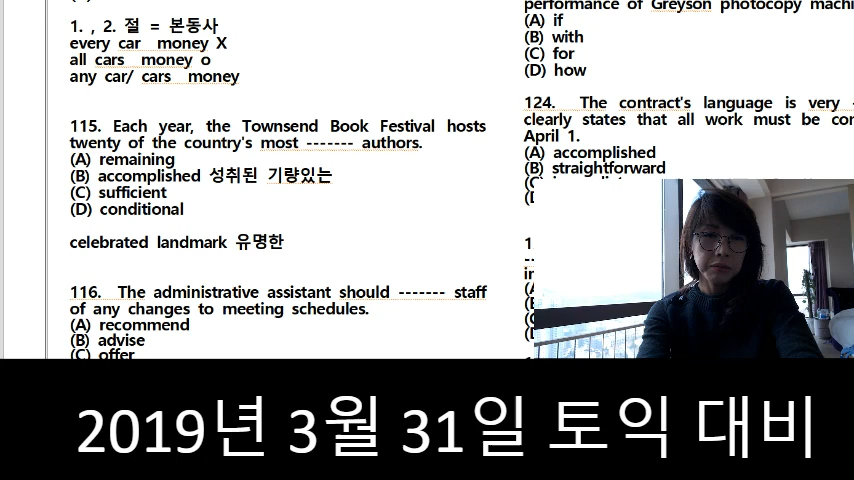 1. , 2. 절 = 본동사
every car money X
all cars money o
any car/ cars money
115. Each year, the Townsend Book Festival hosts
twenty of the country's most ------- authors.
(A) remaining
(B) accomplished 성취된 기량있는
(C) sufficient
(D) conditional
celebrated landmark 유명한
116. The administrative assistant should ------- staff
of any changes to meeting schedules.
(A) recommend
(B) advise
(C) offer
performance of Greyson photocopy
(A) if
(B) with
(C) for
(D) how
124. The contract's language is very
clearly states that all work must be
April 1.
(A) accomplished
(B) straightforward
2019년 3월 31일 토익 대비